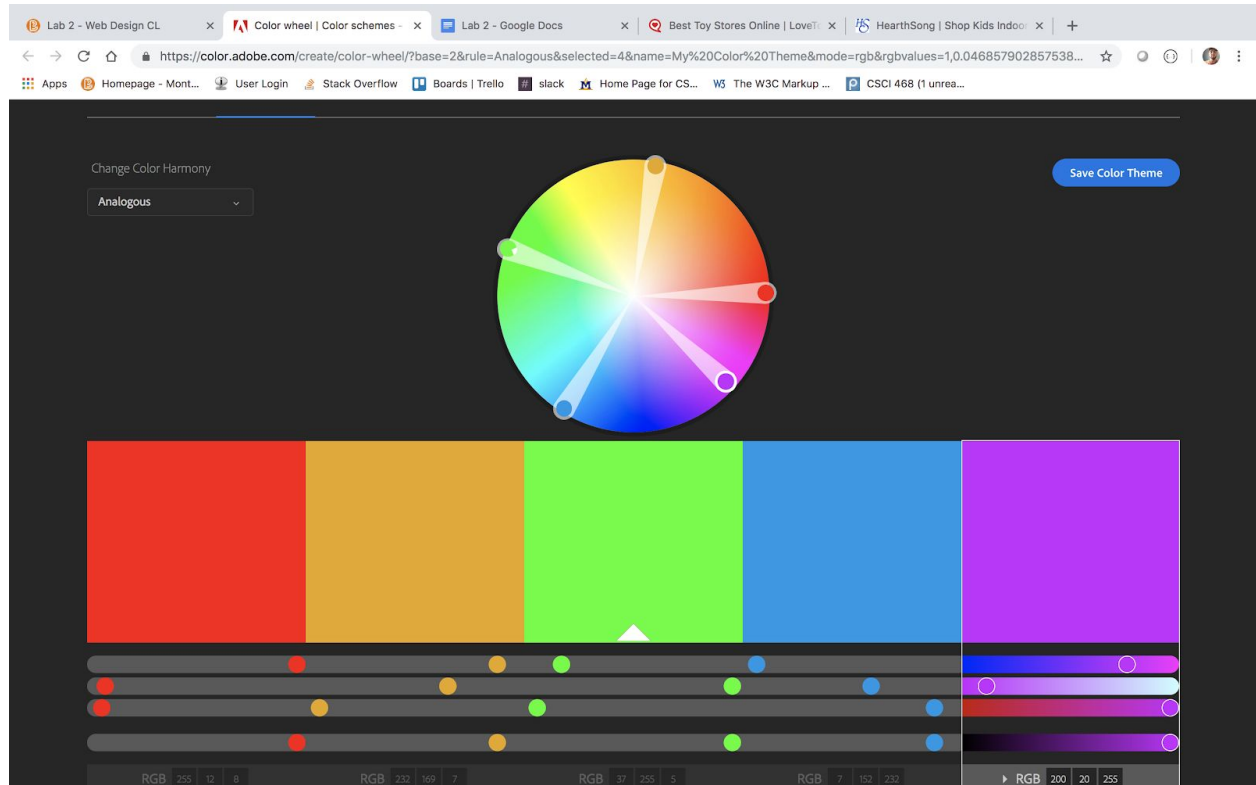 Lab 2 - Web Design CL
Color wheel | Color schemes -
Lab 2 - Google Docs
Best Toy Stores Online | LoveTo
HearthSong | Shop Kids Indoor
https://color.adobe.com/create/color-wheel/?base=2&rule=Analogous&selected=4&name=My%20Color%20Theme&mode=rgb&rgbvalues=1,0.046857902857538...
Apps Homepage - Mont... User Login Stack Overflow Boards | Trello slack Home Page for CS... The W3C Markup ... CSCI 468 (1 unrea...
Change Color Harmony
Save Color Theme
Analogous
RGB 255 12 8 RGB 232 169 7 RGB 37 255 5 RGB 7 152 232 RGB 200 20 255